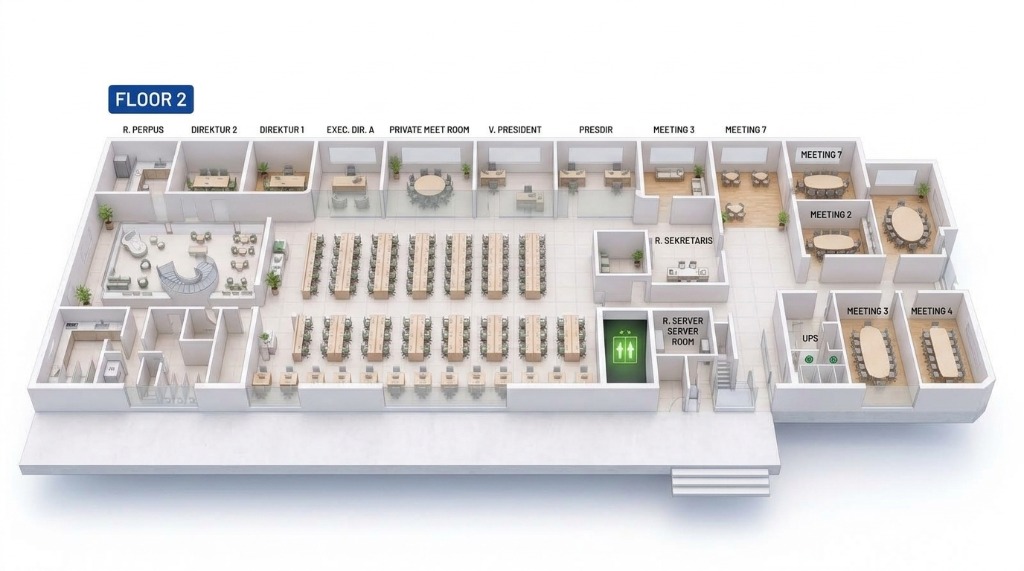 FLOOR 2
R. PERPUS
DIREKTUR 2
DIREKTUR 1
EXEC. DIR. A
PRIVATE MEET ROOM
V. PRESIDENT
PRESDIR
MEETING 3
MEETING 7
MEETING 7
MEETING 2
R. SEKRETARIS
R. SERVER
SERVER
ROOM
UPS
MEETING 3
MEETING 4